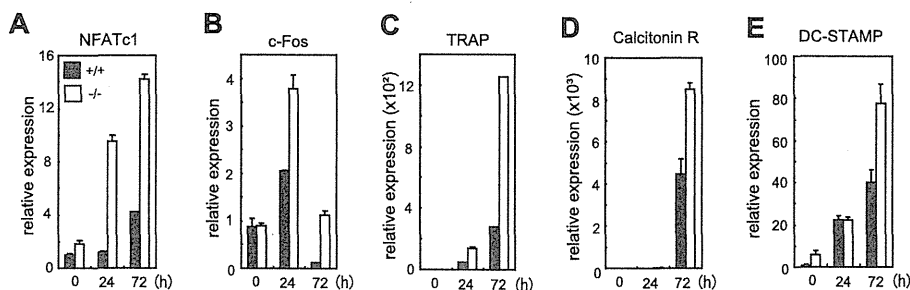 A
NFATc1
relative expression
16
12
8
4
0
+/+
-/-
0 24 72 (h)
B
c-Fos
relative expression
4
3
2
1
0
0 24 72 (h)
C
TRAP
relative expression (x10²)
12
8
4
0
0 24 72 (h)
D
Calcitonin R
relative expression (x10³)
10
8
6
4
2
0
0 24 72 (h)
E
DC-STAMP
relative expression
100
80
60
40
20
0
0 24 72 (h)